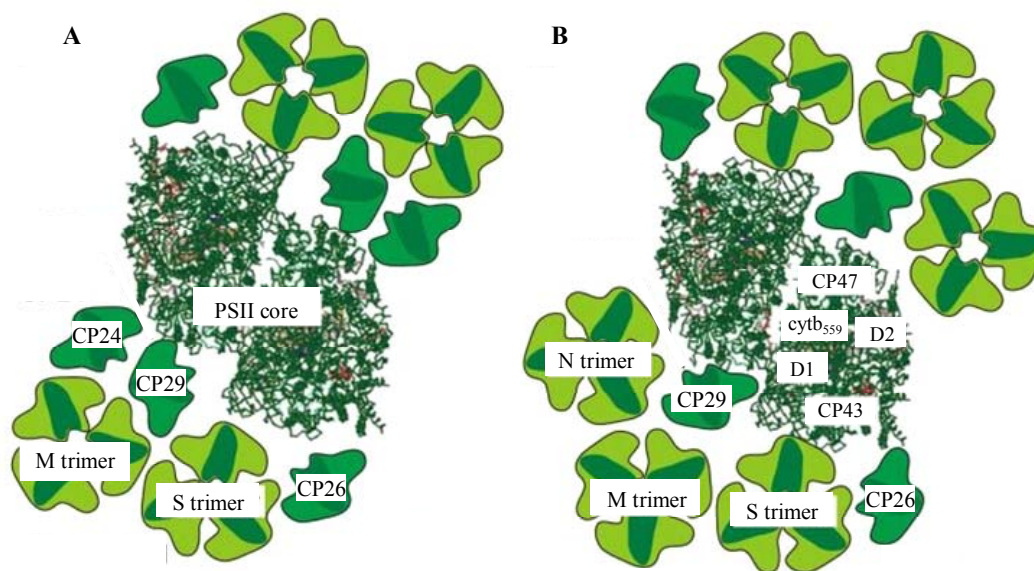 A
PSII core
CP24
CP29
M trimer
S trimer
CP26
B
CP47
cytb₅₅₉
D2
N trimer
D1
CP29
CP43
M trimer
S trimer
CP26